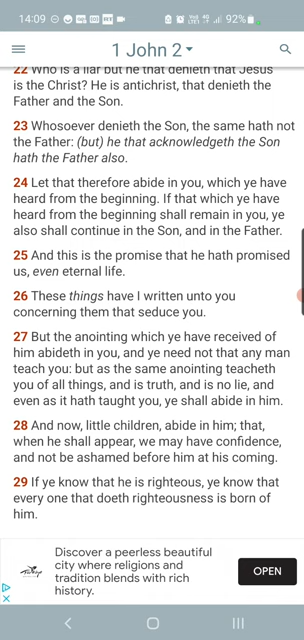 14:09
92%
1 John 2
22 Who is a liar but he that denieth that Jesus
is the Christ? He is antichrist, that denieth the
Father and the Son.
23 Whosoever denieth the Son, the same hath not
the Father: (but) he that acknowledgeth the Son
hath the Father also.
24 Let that therefore abide in you, which ye have
heard from the beginning. If that which ye have
heard from the beginning shall remain in you, ye
also shall continue in the Son, and in the Father.
25 And this is the promise that he hath promised
us, even eternal life.
26 These things have I written unto you
concerning them that seduce you.
27 But the anointing which ye have received of
him abideth in you, and ye need not that any man
teach you: but as the same anointing teacheth
you of all things, and is truth, and is no lie, and
even as it hath taught you, ye shall abide in him.
28 And now, little children, abide in him; that,
when he shall appear, we may have confidence,
and not be ashamed before him at his coming.
29 If ye know that he is righteous, ye know that
every one that doeth righteousness is born of
him.
Discover a peerless beautiful
city where religions and
tradition blends with rich
history.
OPEN